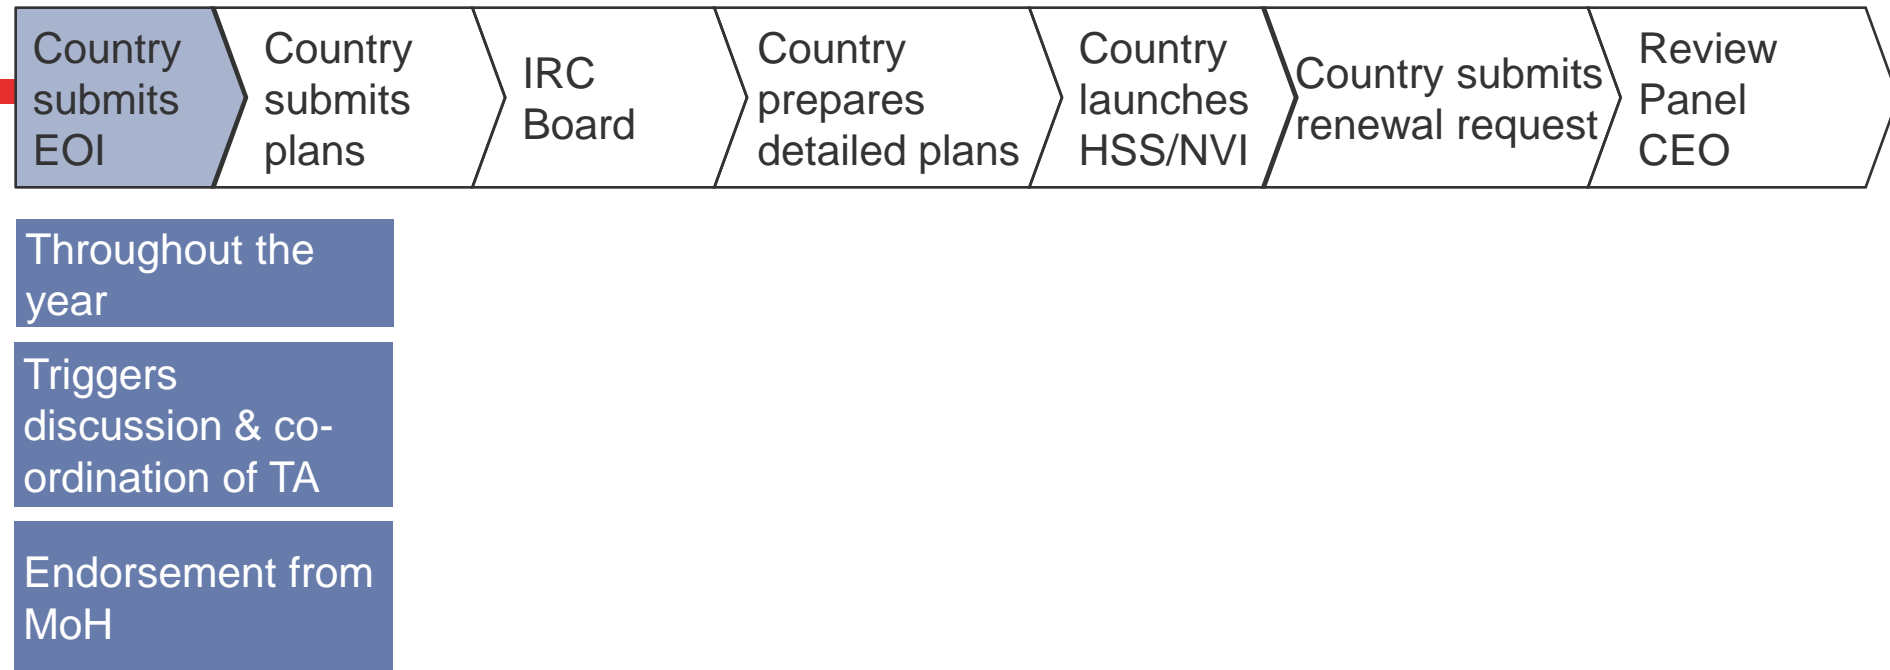 Country
submits
EOI
Country
submits
plans
IRC
Board
Country
prepares
detailed plans
Country
launches
HSS/NVI
Country submits
renewal request
Review
Panel
CEO
Throughout the
year
Triggers
discussion & co-
ordination of TA
Endorsement from
MoH